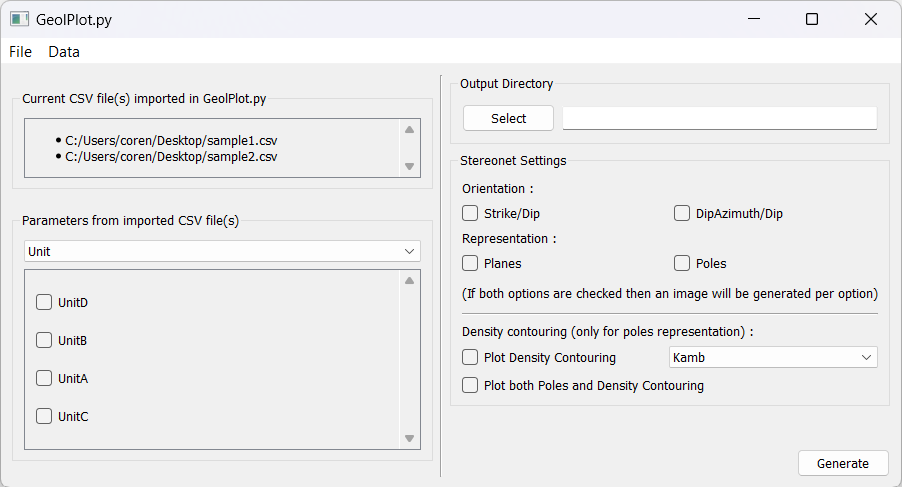 GeolPlot.py
File Data
Current CSV file(s) imported in GeolPlot.py
• C:/Users/coren/Desktop/sample1.csv
• C:/Users/coren/Desktop/sample2.csv
Parameters from imported CSV file(s)
Unit
UnitD
UnitB
UnitA
UnitC
Output Directory
Select
Stereonet Settings
Orientation :
Strike/Dip DipAzimuth/Dip
Representation :
Planes Poles
(If both options are checked then an image will be generated per option)
Density contouring (only for poles representation) :
Plot Density Contouring Kamb
Plot both Poles and Density Contouring
Generate